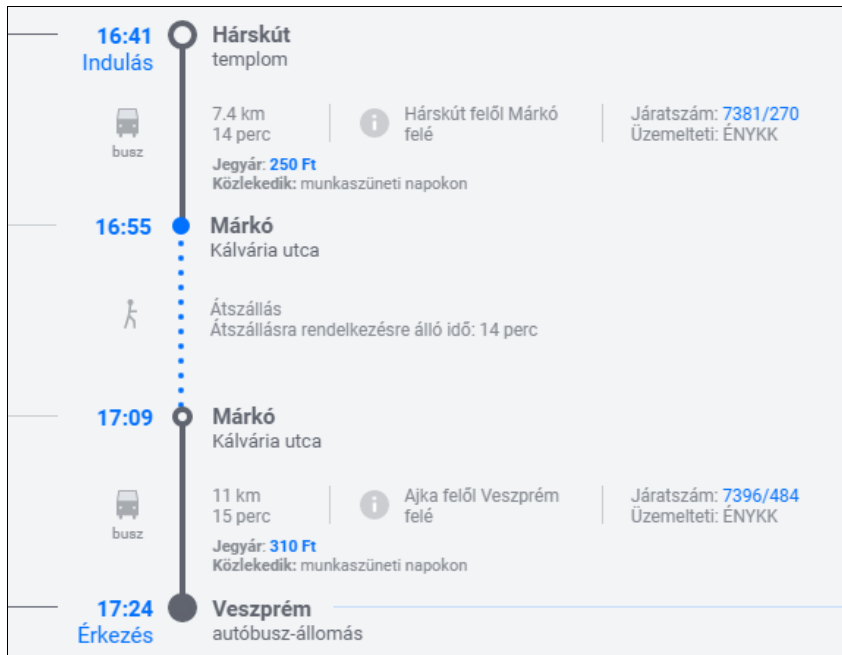 16:41 Hárskút
Indulás templom
7.4 km Hárskút felől Márkó Járatszám: 7381/270
14 perc felé Üzemelteti: ÉNYKK
busz
Jegyár: 250 Ft
Közlekedik: munkaszüneti napokon
16:55 Márkó
Kálvária utca
Átszállás
Átszállásra rendelkezésre álló idő: 14 perc
17:09 Márkó
Kálvária utca
11 km Ajka felől Veszprém Járatszám: 7396/484
15 perc felé Üzemelteti: ÉNYKK
busz
Jegyár: 310 Ft
Közlekedik: munkaszüneti napokon
17:24 Veszprém
Érkezés autóbusz-állomás